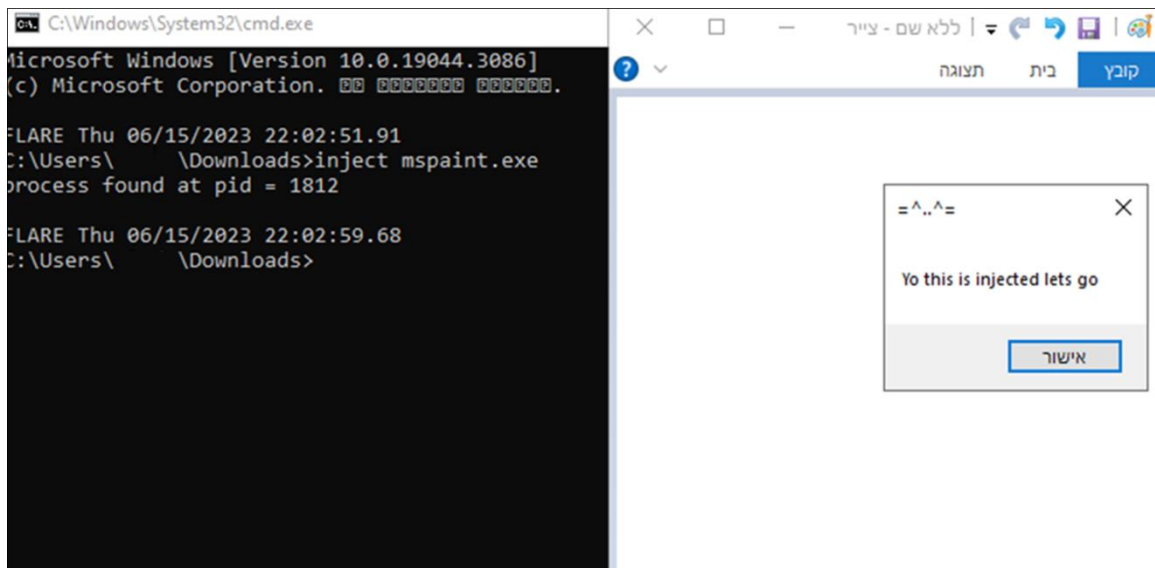 C:\Windows\System32\cmd.exe
Microsoft Windows [Version 10.0.19044.3086]
(c) Microsoft Corporation.
FLARE Thu 06/15/2023 22:02:51.91
C:\Users\ \Downloads>inject mspaint.exe
process found at pid = 1812
FLARE Thu 06/15/2023 22:02:59.68
C:\Users\ \Downloads>
ללא שם - צייר
קובץ בית תצוגה
=^..^=
Yo this is injected lets go
אישור